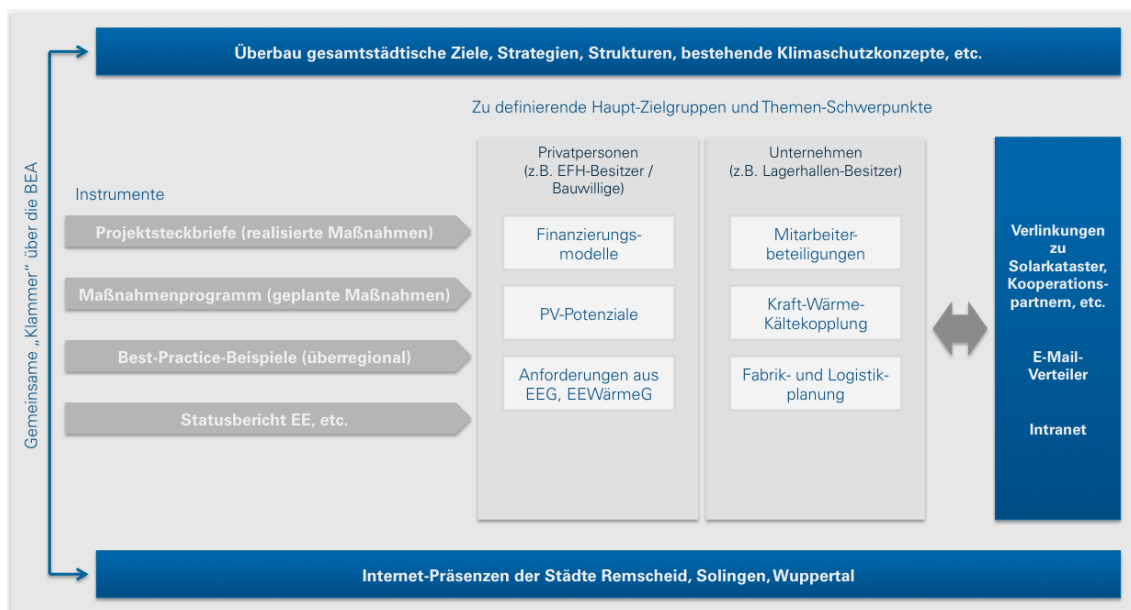 Überbau gesamtstädtische Ziele, Strategien, Strukturen, bestehende Klimaschutzkonzepte, etc.
Gemeinsame „Klammer“ über die BEA
Zu definierende Haupt-Zielgruppen und Themen-Schwerpunkte
Instrumente
Projektsteckbriefe (realisierte Maßnahmen)
Maßnahmenprogramm (geplante Maßnahmen)
Best-Practice-Beispiele (überregional)
Statusbericht EE, etc.
Privatpersonen
(z.B. EFH-Besitzer /
Bauwillige)
Finanzierungs-
modelle
PV-Potenziale
Anforderungen aus
EEG, EEWärmeG
Unternehmen
(z.B. Lagerhallen-Besitzer)
Mitarbeiter-
beteiligungen
Kraft-Wärme-
Kältekopplung
Fabrik- und Logistik-
planung
Verlinkungen
zu
Solarkataster,
Kooperations-
partnern, etc.
E-Mail-
Verteiler
Intranet
Internet-Präsenzen der Städte Remscheid, Solingen, Wuppertal